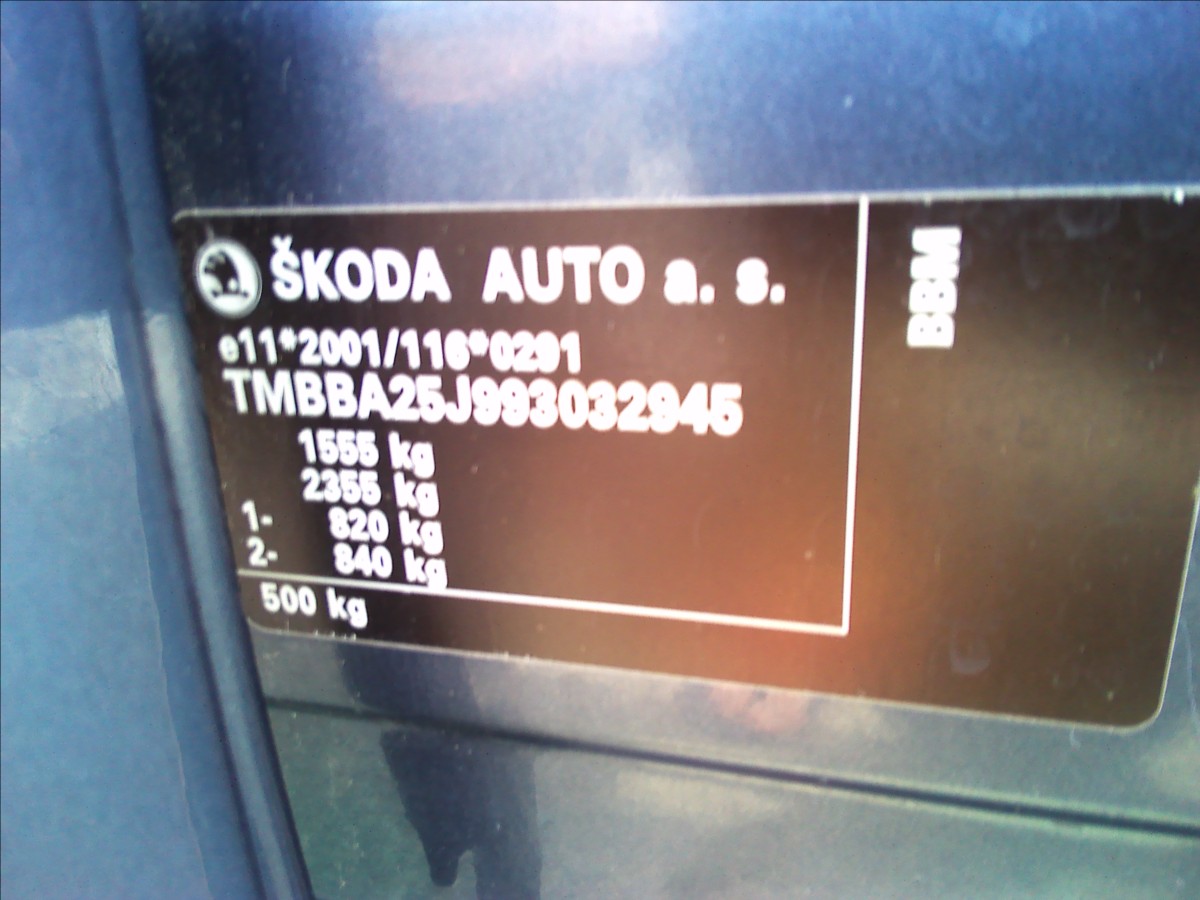 ŠKODA AUTO a. s.
e11*2001/116*0291
TMBBA25J993032945
1555 kg
2355 kg
1- 820 kg
2- 840 kg
500 kg
BBM